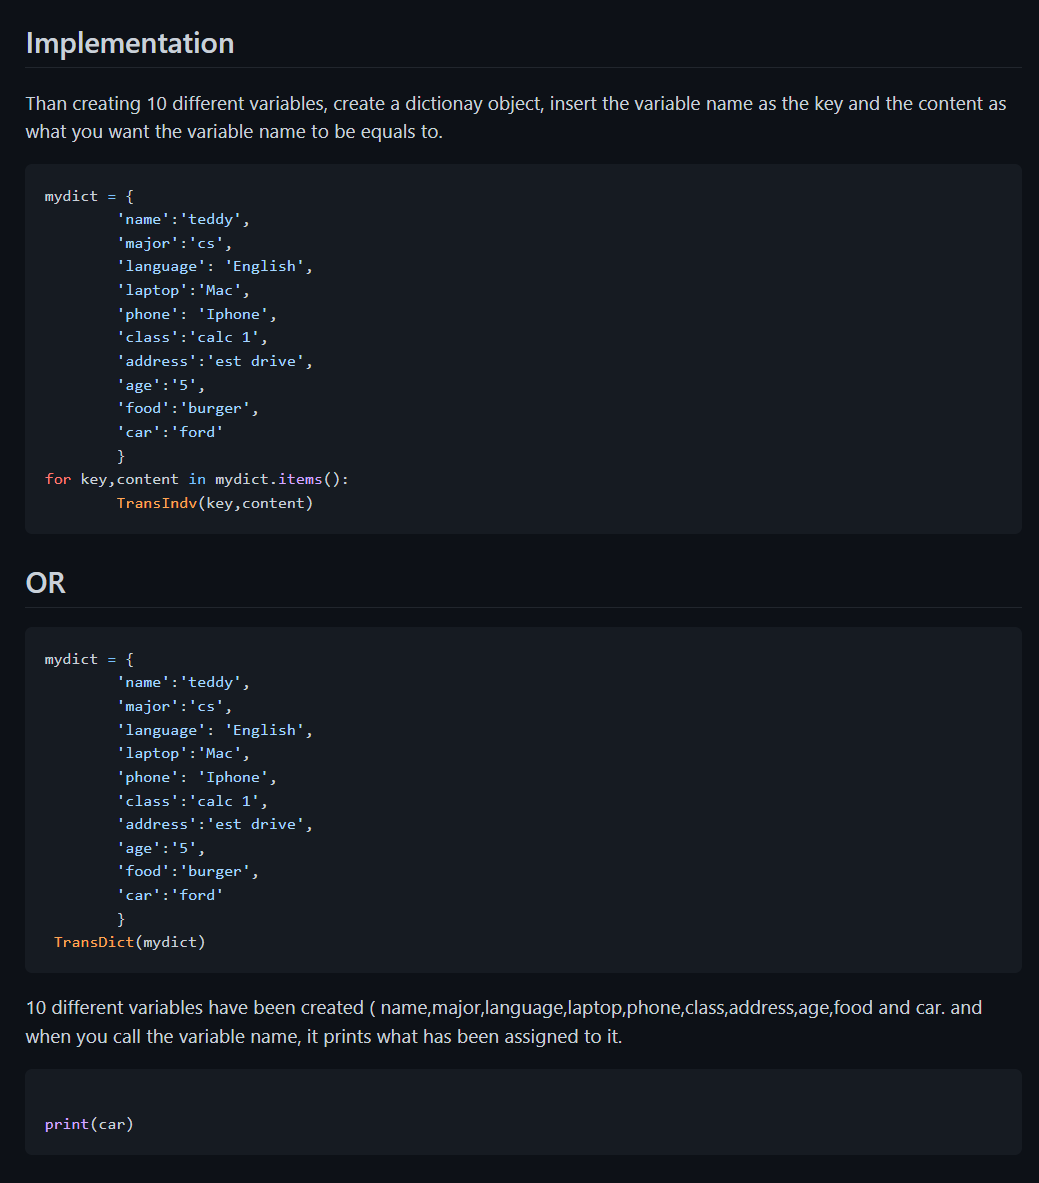 Implementation
Than creating 10 different variables, create a dictionay object, insert the variable name as the key and the content as
what you want the variable name to be equals to.
mydict = {
        'name':'teddy',
        'major':'cs',
        'language': 'English',
        'laptop':'Mac',
        'phone': 'Iphone',
        'class':'calc 1',
        'address':'est drive',
        'age':'5',
        'food':'burger',
        'car':'ford'
        }
for key,content in mydict.items():
        TransIndv(key,content)
OR
mydict = {
        'name':'teddy',
        'major':'cs',
        'language': 'English',
        'laptop':'Mac',
        'phone': 'Iphone',
        'class':'calc 1',
        'address':'est drive',
        'age':'5',
        'food':'burger',
        'car':'ford'
        }
 TransDict(mydict)
10 different variables have been created ( name,major,language,laptop,phone,class,address,age,food and car. and
when you call the variable name, it prints what has been assigned to it.
print(car)